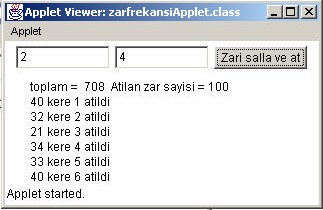 Applet Viewer: zarfrekansiApplet.class
Applet
2 4 Zari salla ve at
toplam = 708 Atilan zar sayisi = 100
40 kere 1 atildi
32 kere 2 atildi
21 kere 3 atildi
34 kere 4 atildi
33 kere 5 atildi
40 kere 6 atildi
Applet started.